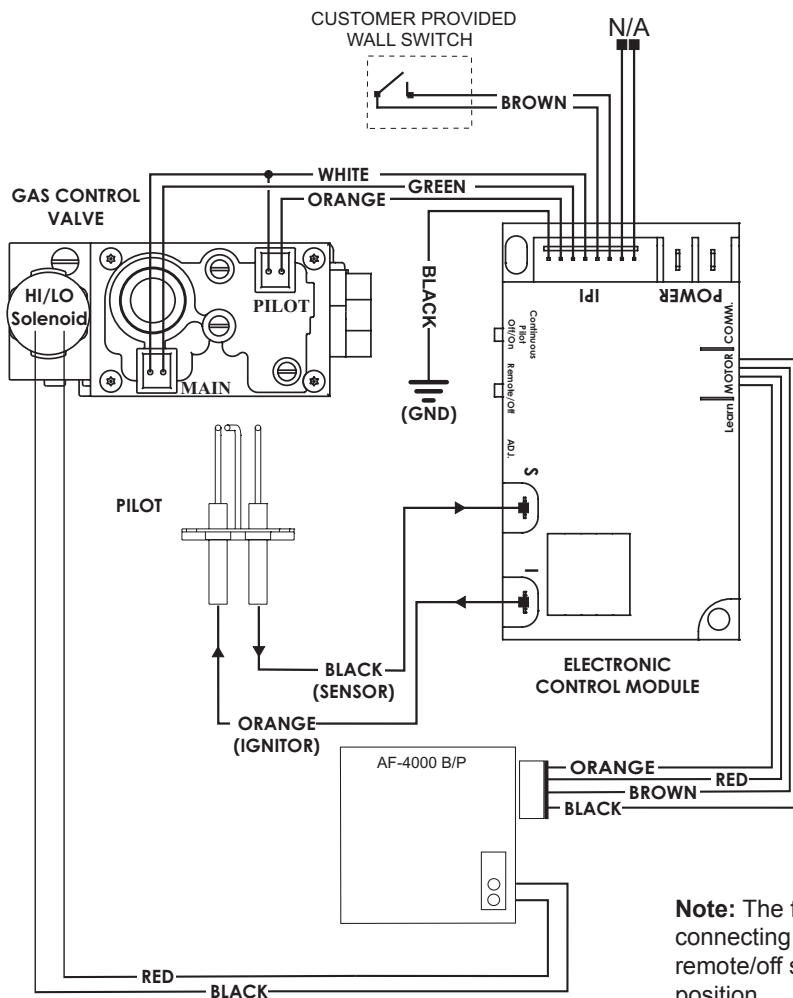 CUSTOMER PROVIDED
WALL SWITCH
N/A
BROWN
WHITE
GREEN
ORANGE
GAS CONTROL
VALVE
HI/LO
Solenoid
PILOT
MAIN
BLACK
(GND)
IPI
POWER
Continuous
Pilot
Off/On
Remote/Off
ADJ.
COMM.
MOTOR
Learn
S
I
PILOT
BLACK
(SENSOR)
ORANGE
(IGNITOR)
ELECTRONIC
CONTROL MODULE
AF-4000 B/P
ORANGE
RED
BROWN
BLACK
RED
BLACK
Note: The
connecting
remote/off
position